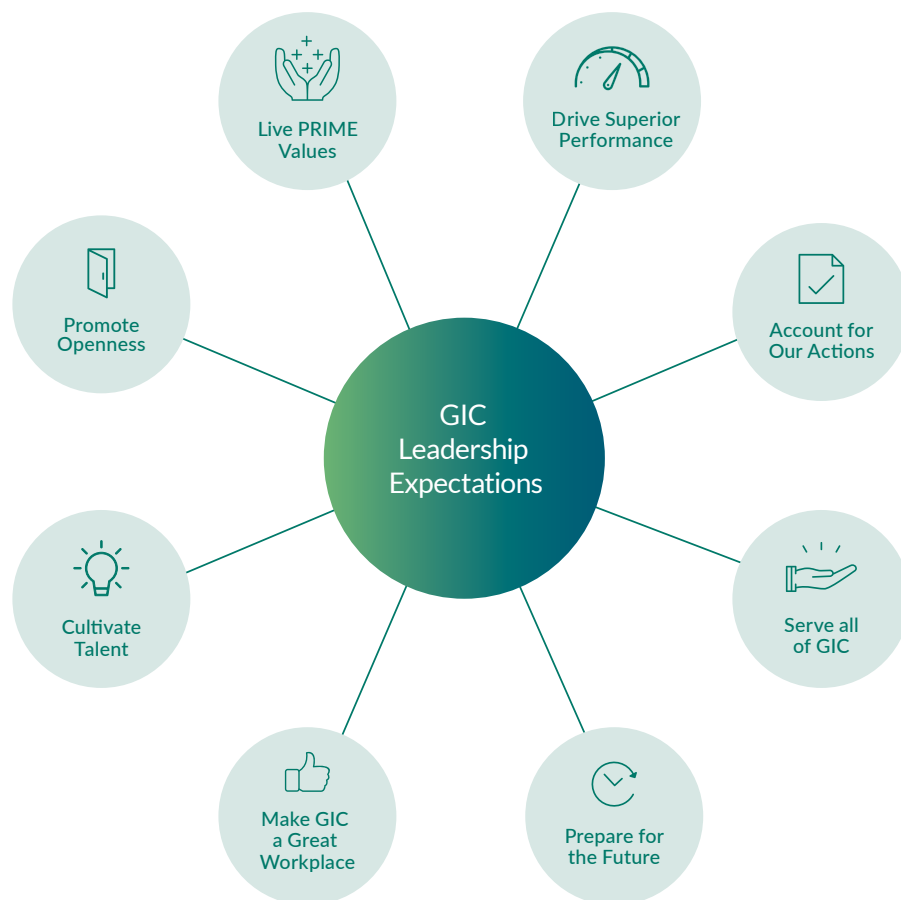 Live PRIME
Values
Drive Superior
Performance
Promote
Openness
Account for
Our Actions
GIC
Leadership
Expectations
Cultivate
Talent
Serve all
of GIC
Make GIC
a Great
Workplace
Prepare for
the Future